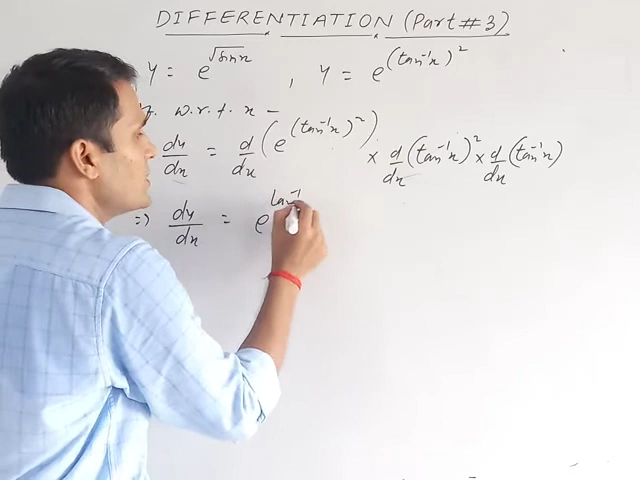 DIFFERENTIATION (Part #3)
y = e^√sinx , y = e^(tan⁻¹x)²
w.r.t. x -
dy/dx = d/dx (e^(tan⁻¹x)²) × d/dx (tan⁻¹x)² × d/dx (tan⁻¹x)
=) dy/dx = e^tan⁻¹